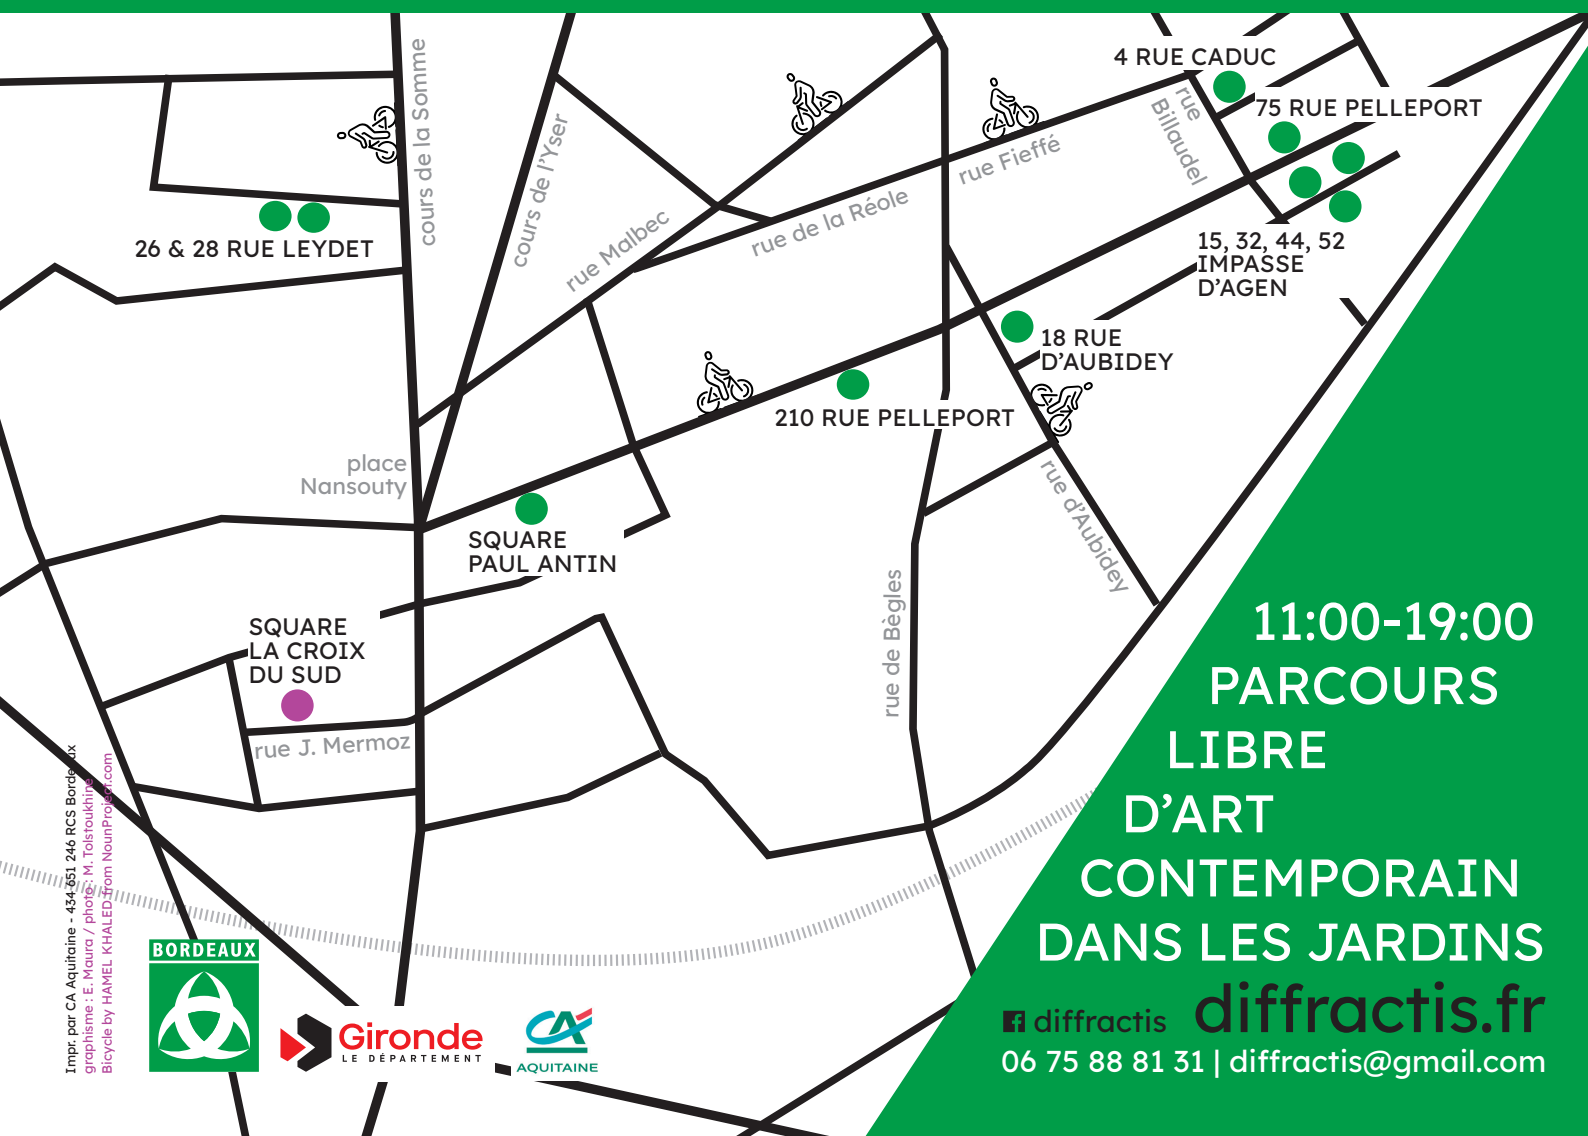 4 RUE CADUC
75 RUE PELLEPORT
cours de la Somme
cours de l'Yser
rue Malbec
rue de la Réole
rue Fieffé
rue
Billaudel
26 & 28 RUE LEYDET
15, 32, 44, 52
IMPASSE
D'AGEN
18 RUE
D'AUBIDEY
210 RUE PELLEPORT
place
Nansouty
SQUARE
PAUL ANTIN
rue d'Aubidey
rue de Bègles
SQUARE
LA CROIX
DU SUD
rue J. Mermoz
11:00-19:00
PARCOURS
LIBRE
D'ART
CONTEMPORAIN
DANS LES JARDINS
diffractis diffractis.fr
06 75 88 81 31 | diffractis@gmail.com
Impr. par CA Aquitaine - 434 651 246 RCS Bordeaux
graphisme : E. Maura / photo : M. Tolstoukhine
Bicycle by HAMEL KHALED from NounProject.com
BORDEAUX
Gironde
LE DÉPARTEMENT
CA
AQUITAINE